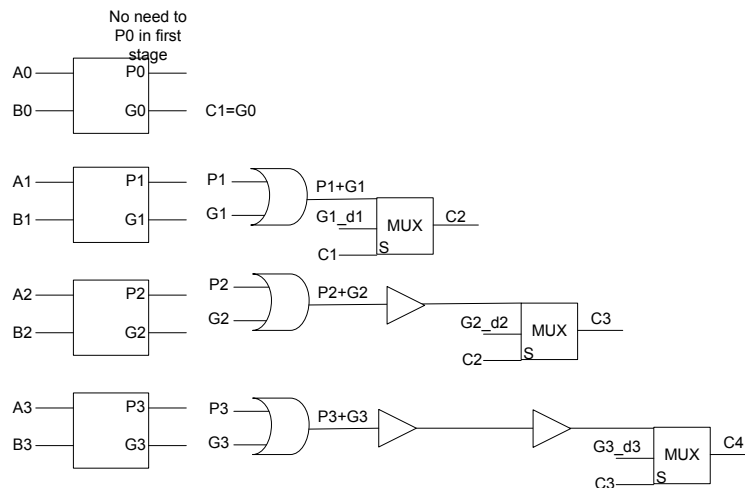 No need to
P0 in first
stage
A0
P0
B0
G0
C1=G0
A1
P1
P1
P1+G1
B1
G1
G1
G1_d1
MUX
C2
C1
S
A2
P2
P2
P2+G2
B2
G2
G2
G2_d2
MUX
C3
C2
S
A3
P3
P3
P3+G3
B3
G3
G3
G3_d3
MUX
C4
C3
S